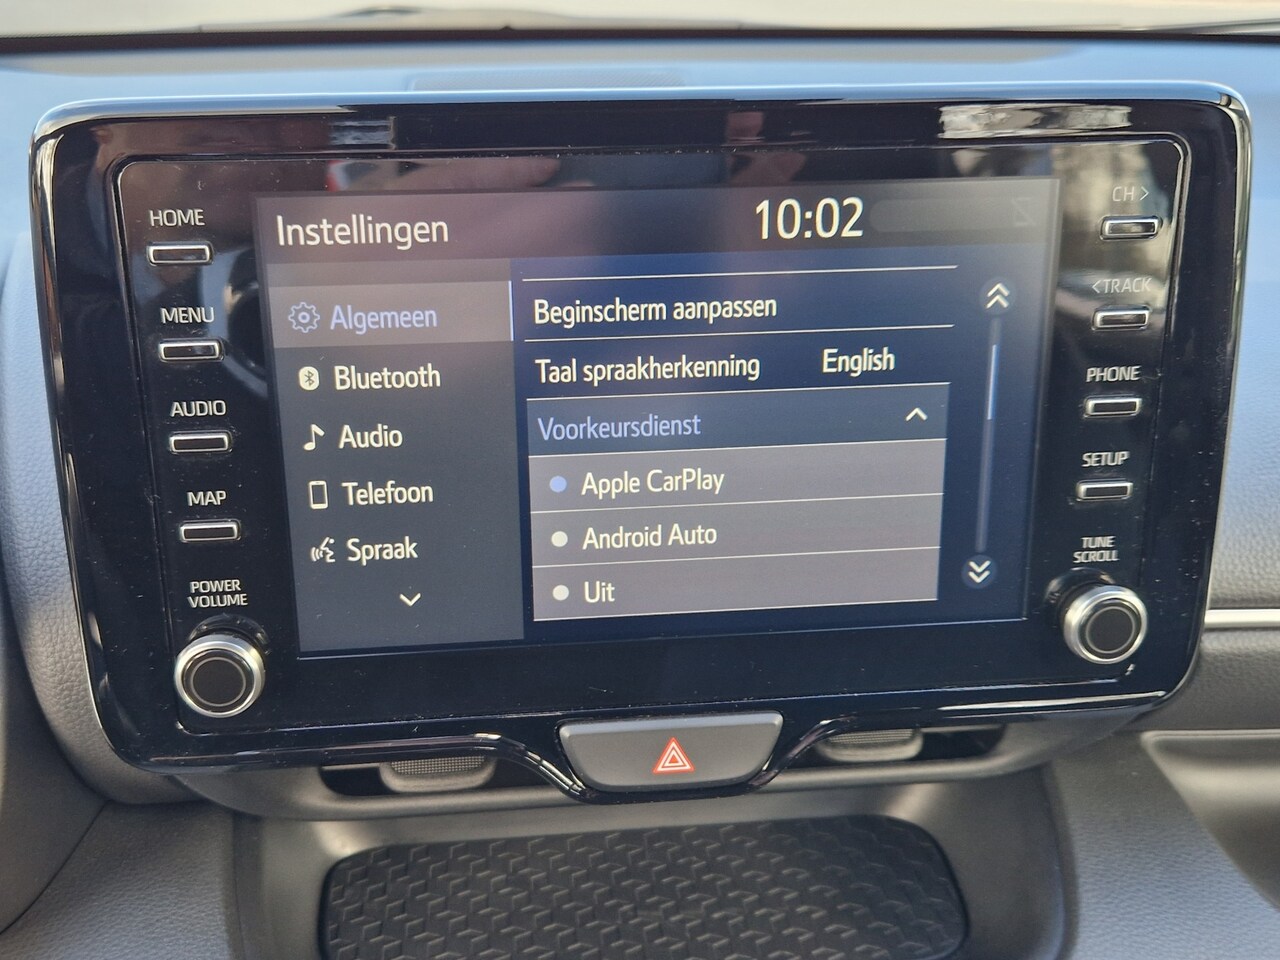 HOME
MENU
AUDIO
MAP
POWER
VOLUME
Instellingen
10:02
Algemeen
Bluetooth
Audio
Telefoon
Spraak
Beginscherm aanpassen
Taal spraakherkenning English
Voorkeursdienst
Apple CarPlay
Android Auto
Uit
CH >
< TRACK
PHONE
SETUP
TUNE
SCROLL